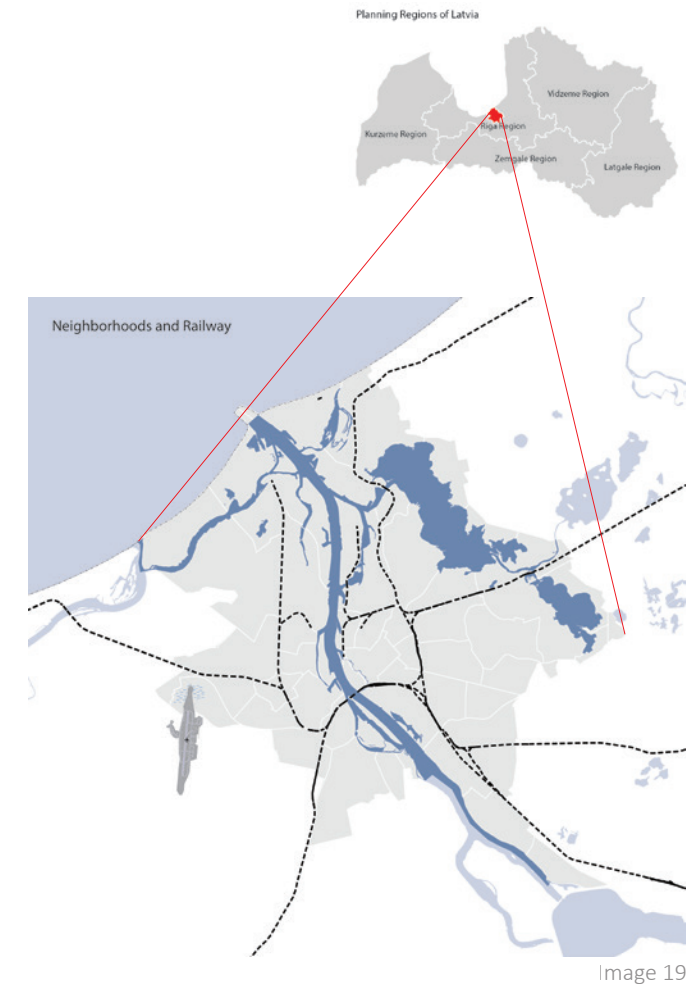 Planning Regions of Latvia
Vidzeme Region
Riga Region
Kurzeme Region
Zemgale Region
Latgale Region
Neighborhoods and Railway
Image 19